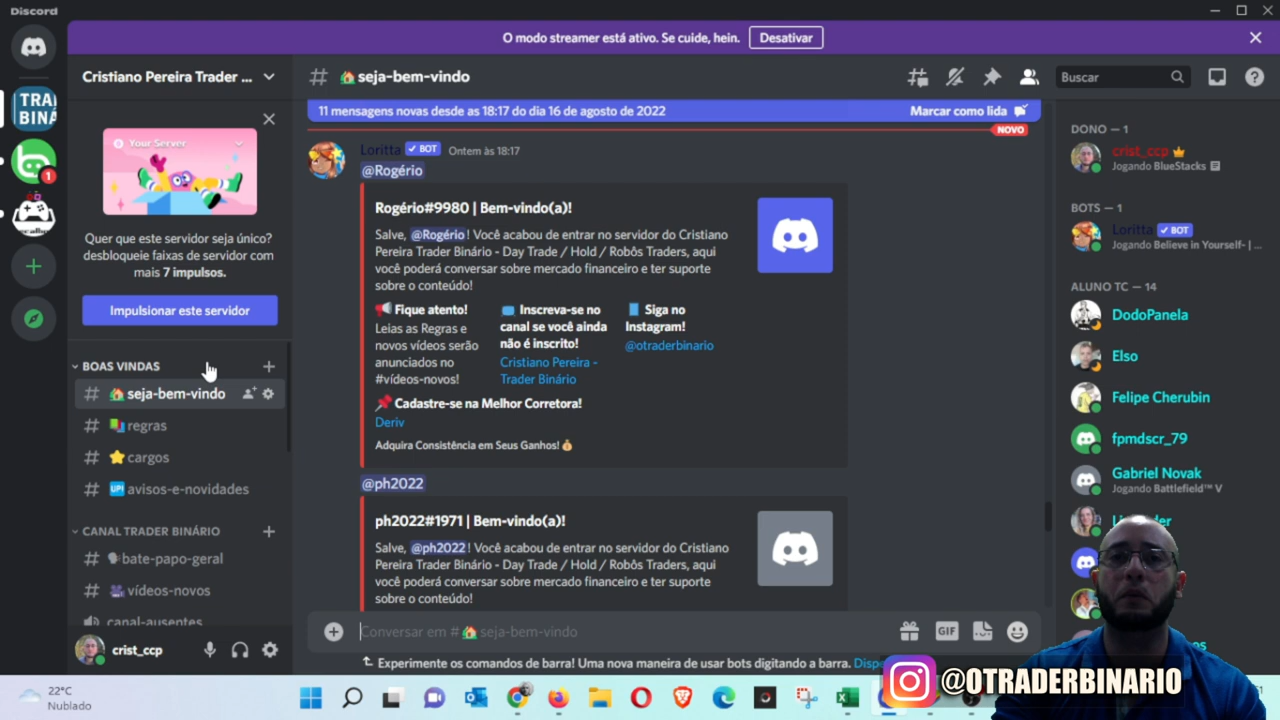 Discord
O modo streamer está ativo. Se cuide, hein.
Desativar
Cristiano Pereira Trader ...
seja-bem-vindo
Buscar
TRA
BINÁ
1
Your Server
Quer que este servidor seja único?
desbloqueie faixas de servidor com
mais 7 impulsos.
Impulsionar este servidor
BOAS VINDAS
seja-bem-vindo
regras
cargos
UP! avisos-e-novidades
CANAL TRADER BINÁRIO
bate-papo-geral
vídeos-novos
canal-ausentes
crist_ccp
11 mensagens novas desde as 18:17 do dia 16 de agosto de 2022
Marcar como lida
NOVO
Loritta BOT Ontem às 18:17
@Rogério
Rogério#9980 | Bem-vindo(a)!
Salve, @Rogério! Você acabou de entrar no servidor do Cristiano
Pereira Trader Binário - Day Trade / Hold / Robôs Traders, aqui
você poderá conversar sobre mercado financeiro e ter suporte
sobre o conteúdo!
Fique atento!
Leias as Regras e
novos vídeos serão
anunciados no
#vídeos-novos!
Inscreva-se no
canal se você ainda
não é inscrito!
Cristiano Pereira -
Trader Binário
Siga no
Instagram!
@otraderbinario
Cadastre-se na Melhor Corretora!
Deriv
Adquira Consistência em Seus Ganhos!
@ph2022
ph2022#1971 | Bem-vindo(a)!
Salve, @ph2022! Você acabou de entrar no servidor do Cristiano
Pereira Trader Binário - Day Trade / Hold / Robôs Traders, aqui
você poderá conversar sobre mercado financeiro e ter suporte
sobre o conteúdo!
Conversar em # seja-bem-vindo
GIF
Experimente os comandos de barra! Uma nova maneira de usar bots digitando a barra.
DONO — 1
crist_ccp
Jogando BlueStacks
BOTS — 1
Loritta BOT
Jogando Believe in Yourself~ | ...
ALUNO TC — 14
DodoPanela
Elso
Felipe Cherubin
fpmdscr_79
Gabriel Novak
Jogando Battlefield™ V
@OTRADERBINARIO
22°C
Nublado